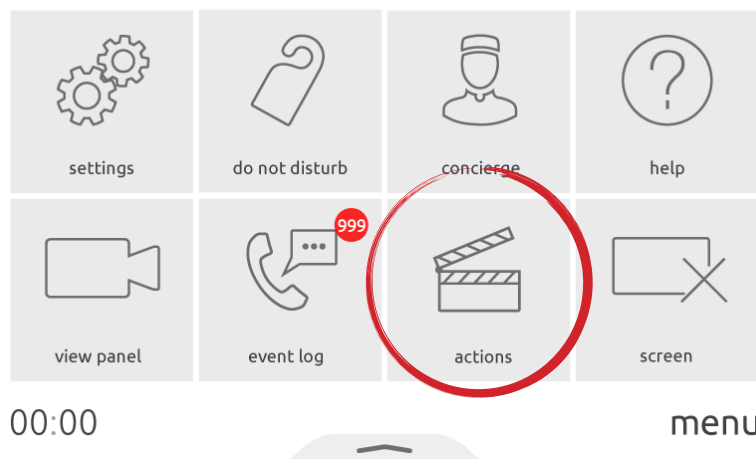 settings
do not disturb
concierge
help
999
view panel
event log
actions
screen
00:00
menu